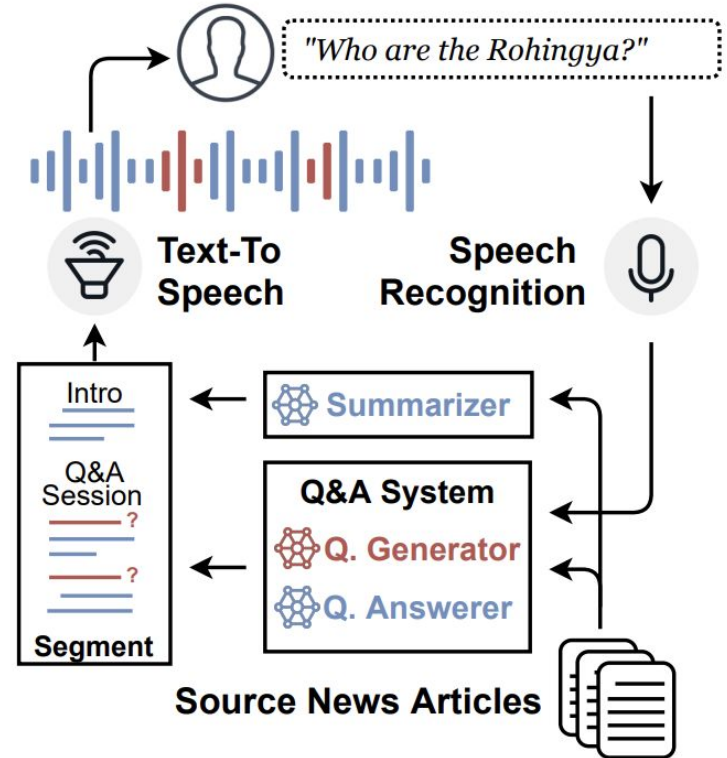 "Who are the Rohingya?"
Text-To
Speech
Speech
Recognition
Intro
Q&A
Session
?
?
Segment
Summarizer
Q&A System
Q. Generator
Q. Answerer
Source News Articles